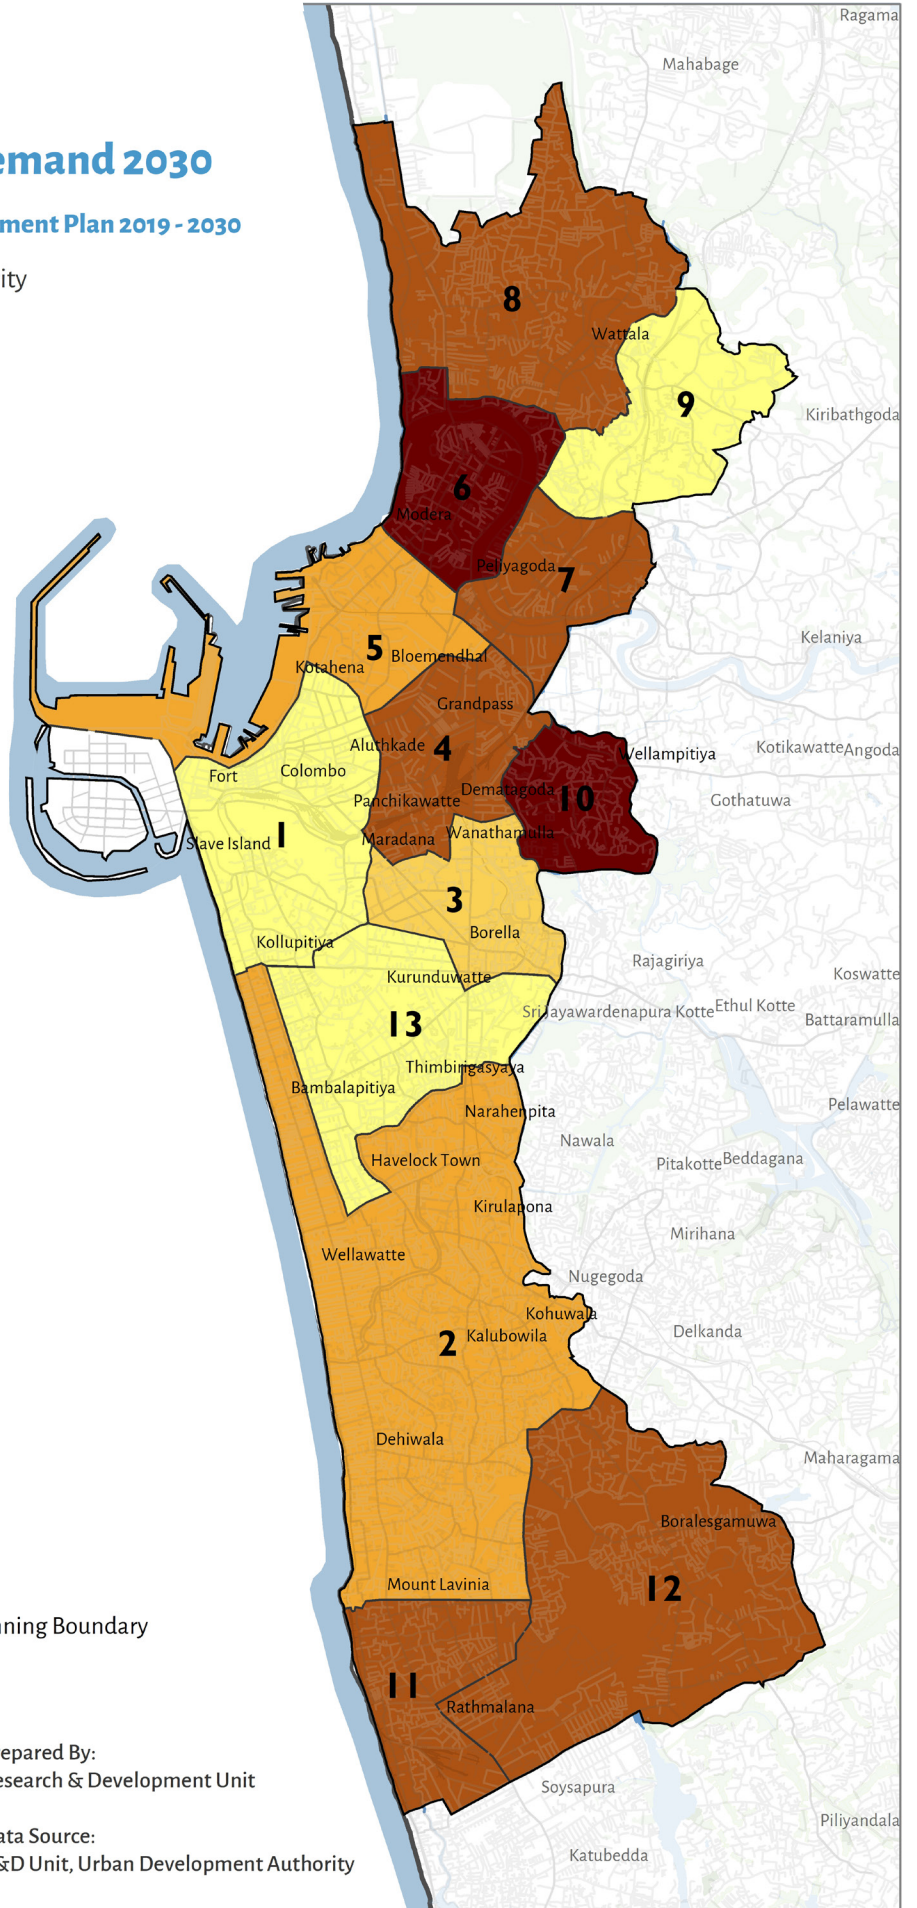 Ragama
Mahabage
emand 2030
ment Plan 2019 - 2030
ity
8
Wattala
9
Kiribathgoda
6
Modera
Peliyagoda
7
Kelaniya
5
Bloemendhal
Kotahena
Grandpass
Aluthkade
4
Wellampitiya
Kotikawatte
Angoda
Fort
Colombo
Dematagoda
10
Panchikawatte
Gothatuwa
1
Slave Island
Maradana
Wanathamulla
3
Borella
Kollupitiya
Rajagiriya
Koswatte
Kurunduwatte
13
Sri Jayawardenapura Kotte
Ethul Kotte
Battaramulla
Thimbirigasyaya
Bambalapitiya
Narahenpita
Pelawatte
Nawala
Havelock Town
Pitakotte
Beddagana
Kirulapona
Mirihana
Wellawatte
Nugegoda
Kohuwala
2
Kalubowila
Delkanda
Dehiwala
Maharagama
Boralesgamuwa
Mount Lavinia
12
nning Boundary
11
Rathmalana
epared By:
esearch & Development Unit
Soysapura
Piliyandala
ata Source:
&D Unit, Urban Development Authority
Katubedda